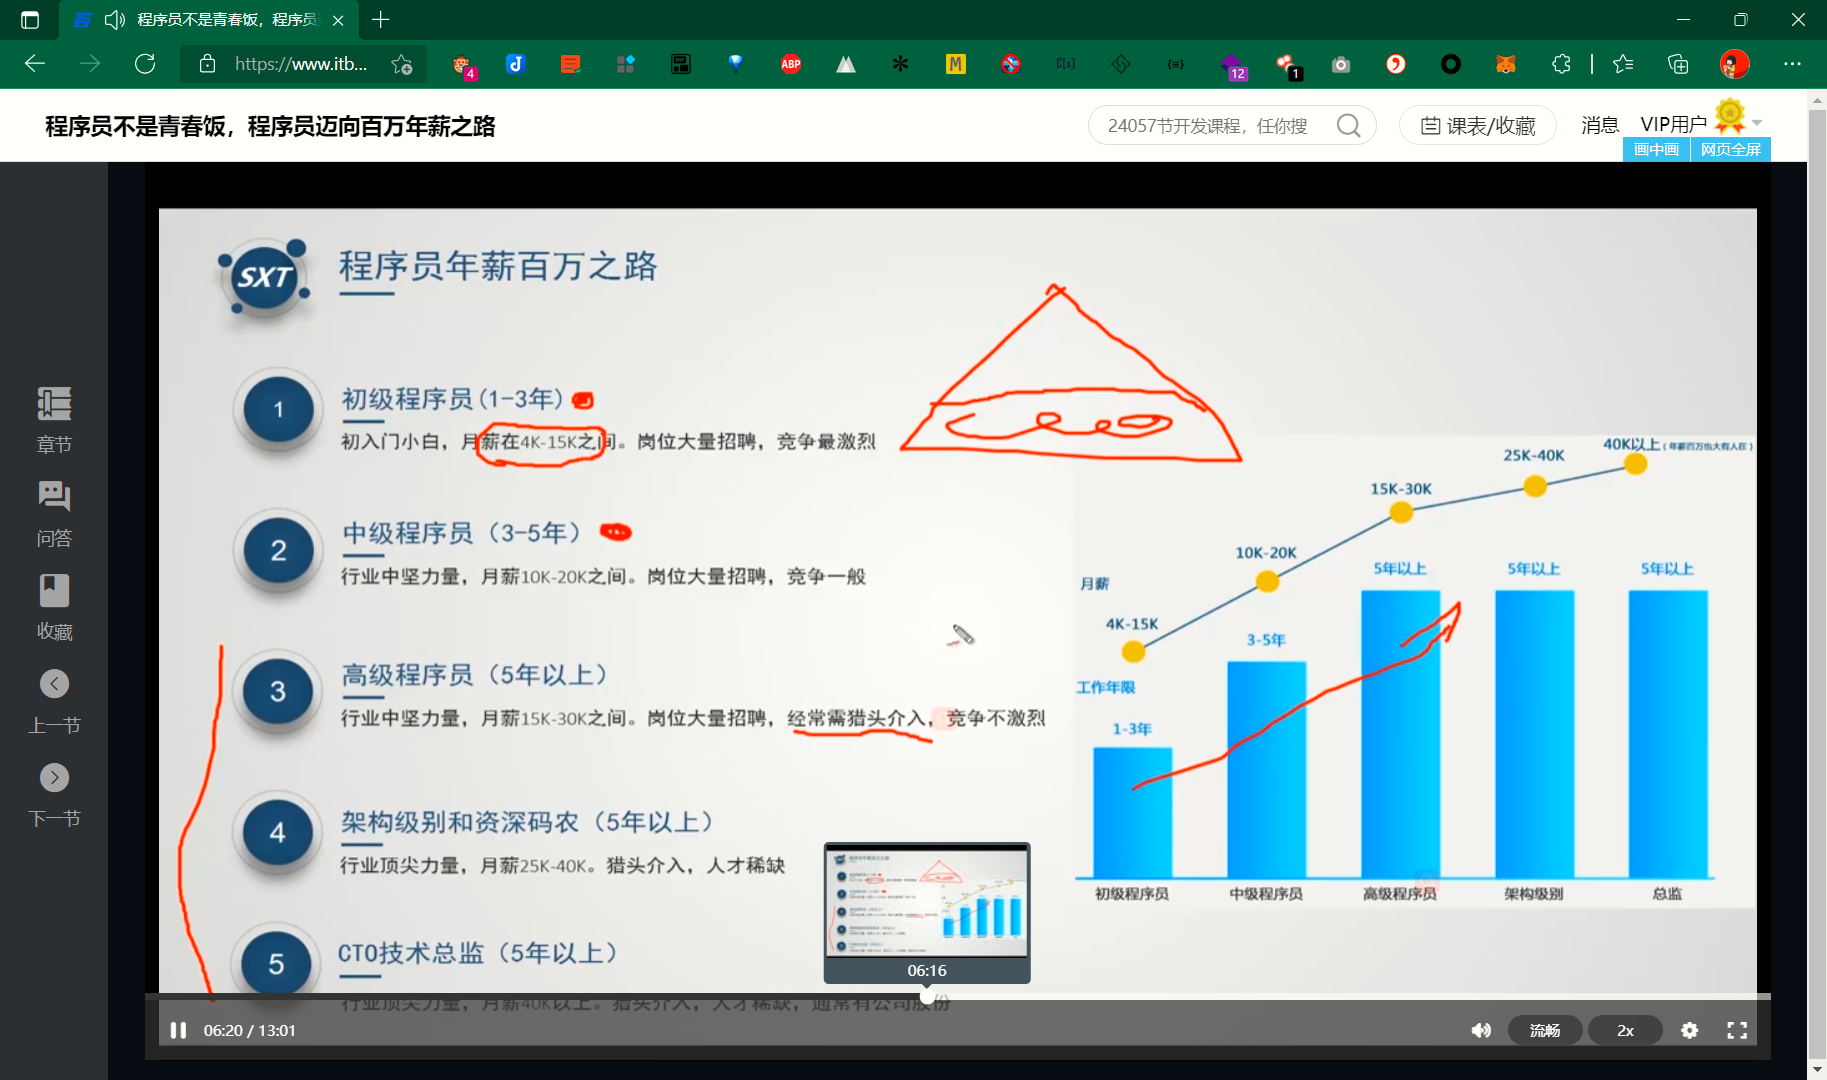 程序员不是青春饭，程序员
https://www.itb...
4
ABP
M
C[x]
12
1
程序员不是青春饭，程序员迈向百万年薪之路
24057节开发课程，任你搜
课表/收藏
消息
VIP用户
画中画
网页全屏
章节
问答
收藏
上一节
下一节
SXT
程序员年薪百万之路
1
初级程序员(1-3年)
初入门小白，月薪在4K-15K之间。岗位大量招聘，竞争最激烈
2
中级程序员（3-5年）
行业中坚力量，月薪10K-20K之间。岗位大量招聘，竞争一般
3
高级程序员（5年以上）
行业中坚力量，月薪15K-30K之间。岗位大量招聘，经常需猎头介入，竞争不激烈
4
架构级别和资深码农（5年以上）
行业顶尖力量，月薪25K-40K。猎头介入，人才稀缺
5
CTO技术总监（5年以上）
行业顶尖力量，月薪40K以上。猎头介入，人才稀缺，通常有公司股份
40K以上（年薪百万也大有人在）
25K-40K
15K-30K
10K-20K
4K-15K
月薪
工作年限
1-3年
3-5年
5年以上
5年以上
5年以上
初级程序员
中级程序员
高级程序员
架构级别
总监
06:16
06:20 / 13:01
流畅
2x